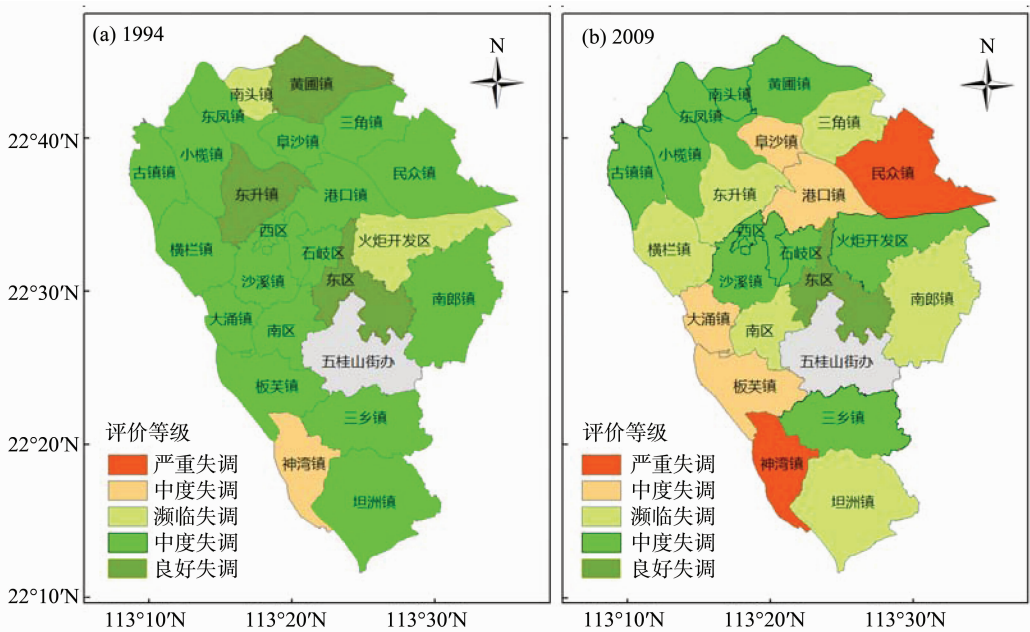 (a) 1994
N
黄圃镇
南头镇
东凤镇
三角镇
阜沙镇
小榄镇
古镇镇
民众镇
东升镇
港口镇
西区
火炬开发区
横栏镇
石岐区
沙溪镇
东区
南郎镇
大涌镇
南区
五桂山街办
板芙镇
三乡镇
神湾镇
坦洲镇
评价等级
严重失调
中度失调
濒临失调
中度失调
良好失调
22°40′N
22°30′N
22°20′N
22°10′N
113°10′N
113°20′N
113°30′N
(b) 2009
N
黄圃镇
南头镇
东凤镇
三角镇
阜沙镇
小榄镇
古镇镇
民众镇
东升镇
港口镇
西区
火炬开发区
横栏镇
石岐区
沙溪镇
东区
南郎镇
大涌镇
南区
五桂山街办
板芙镇
三乡镇
神湾镇
坦洲镇
评价等级
严重失调
中度失调
濒临失调
中度失调
良好失调
113°10′N
113°20′N
113°30′N